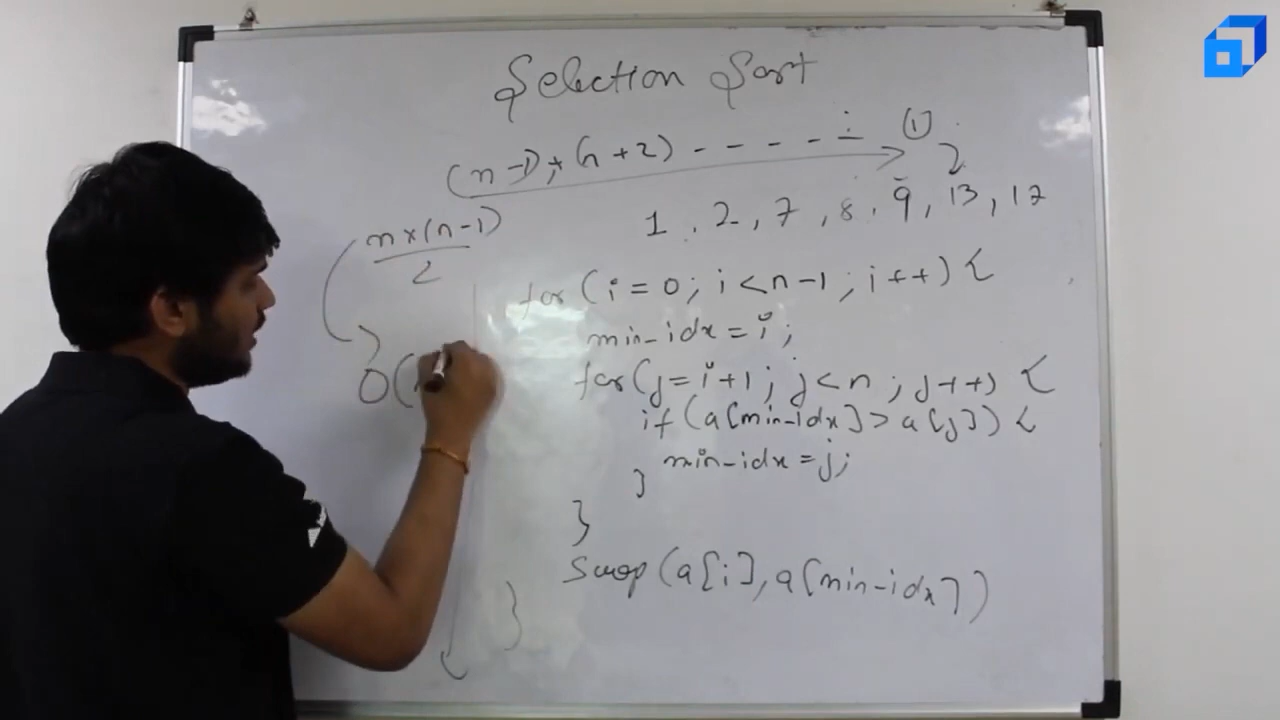 Selection Sort
(n-1)+(n+2) - - - - - (1)
1, 2, 7, 8, 9, 13, 17
n×(n-1)
2
for (i=0; i<n-1; i++) {
min-idx = i;
for(j=i+1; j<n; j++) {
O(
if (a[min-idx] > a[j]) {
min-idx = j;
}
}
Swap (a[i], a[min-idx])
}